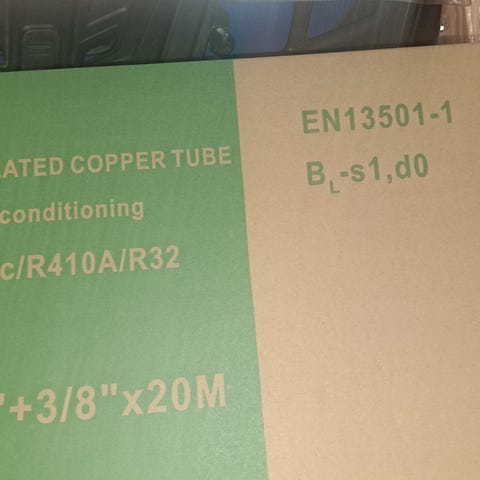 ATED COPPER TUBE
conditioning
c/R410A/R32
"+3/8"x20M
EN13501-1
BL-s1,d0